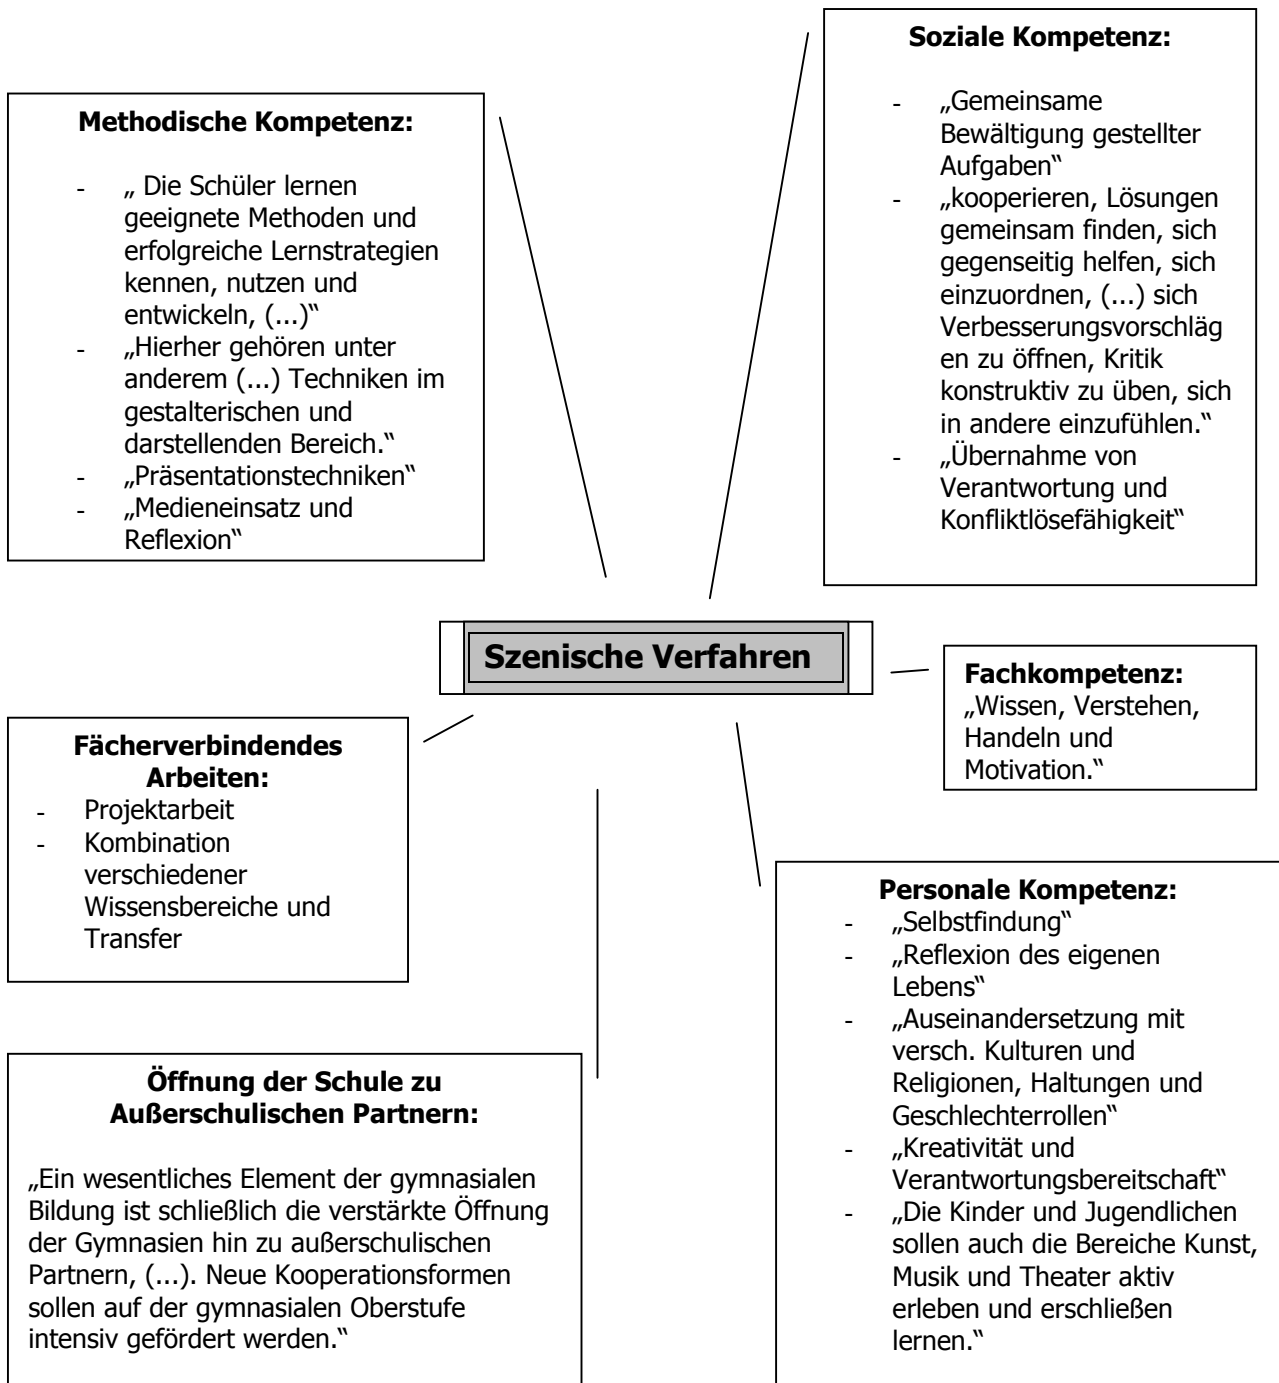 Soziale Kompetenz:
- „Gemeinsame
Bewältigung gestellter
Aufgaben“
- „kooperieren, Lösungen
gemeinsam finden, sich
gegenseitig helfen, sich
einzuordnen, (...) sich
Verbesserungsvorschläg
en zu öffnen, Kritik
konstruktiv zu üben, sich
in andere einzufühlen.“
- „Übernahme von
Verantwortung und
Konfliktlösefähigkeit“
Methodische Kompetenz:
- „ Die Schüler lernen
geeignete Methoden und
erfolgreiche Lernstrategien
kennen, nutzen und
entwickeln, (...)“
- „Hierher gehören unter
anderem (...) Techniken im
gestalterischen und
darstellenden Bereich.“
- „Präsentationstechniken“
- „Medieneinsatz und
Reflexion“
Szenische Verfahren
Fachkompetenz:
„Wissen, Verstehen,
Handeln und
Motivation.“
Fächerverbindendes
Arbeiten:
- Projektarbeit
- Kombination
verschiedener
Wissensbereiche und
Transfer
Personale Kompetenz:
- „Selbstfindung“
- „Reflexion des eigenen
Lebens“
- „Auseinandersetzung mit
versch. Kulturen und
Religionen, Haltungen und
Geschlechterrollen“
- „Kreativität und
Verantwortungsbereitschaft“
- „Die Kinder und Jugendlichen
sollen auch die Bereiche Kunst,
Musik und Theater aktiv
erleben und erschließen
lernen.“
Öffnung der Schule zu
Außerschulischen Partnern:
„Ein wesentliches Element der gymnasialen
Bildung ist schließlich die verstärkte Öffnung
der Gymnasien hin zu außerschulischen
Partnern, (...). Neue Kooperationsformen
sollen auf der gymnasialen Oberstufe
intensiv gefördert werden.“